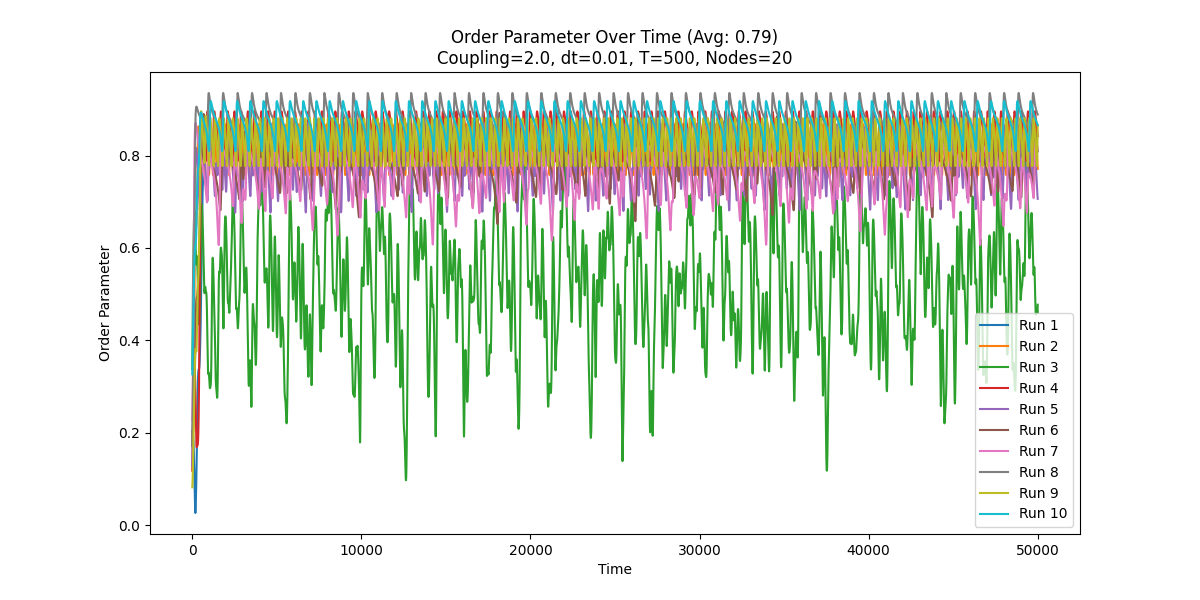 Order Parameter Over Time (Avg: 0.79)
Coupling=2.0, dt=0.01, T=500, Nodes=20
Order Parameter
0.8
0.6
0.4
0.2
0.0
0 10000 20000 30000 40000 50000
Time
Run 1
Run 2
Run 3
Run 4
Run 5
Run 6
Run 7
Run 8
Run 9
Run 10